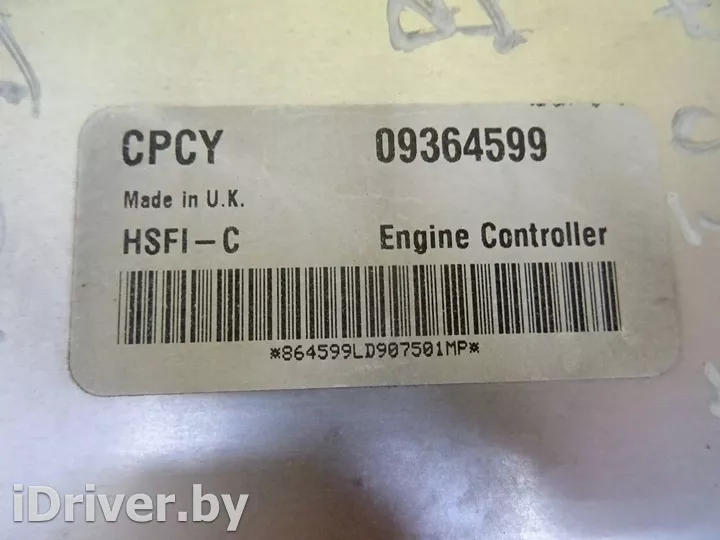 CPCY 09364599
Made in U.K.
HSFI-C Engine Controller
*864599LD907501MP*
iDriver.by